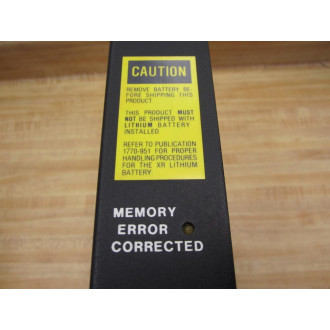 CAUTION
REMOVE BATTERY BE-
FORE SHIPPING THIS
PRODUCT
THIS PRODUCT MUST
NOT BE SHIPPED WITH
LITHIUM BATTERY
INSTALLED
REFER TO PUBLICATION
1770-951 FOR PROPER
HANDLING PROCEDURES
FOR THE XR LITHIUM
BATTERY
MEMORY
ERROR
CORRECTED